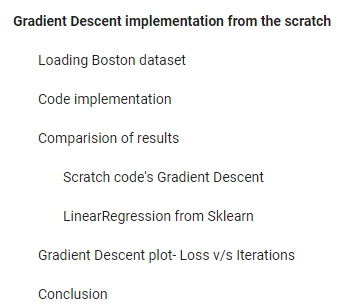 Gradient Descent implementation from the scratch
Loading Boston dataset
Code implementation
Comparision of results
Scratch code's Gradient Descent
LinearRegression from Sklearn
Gradient Descent plot- Loss v/s Iterations
Conclusion